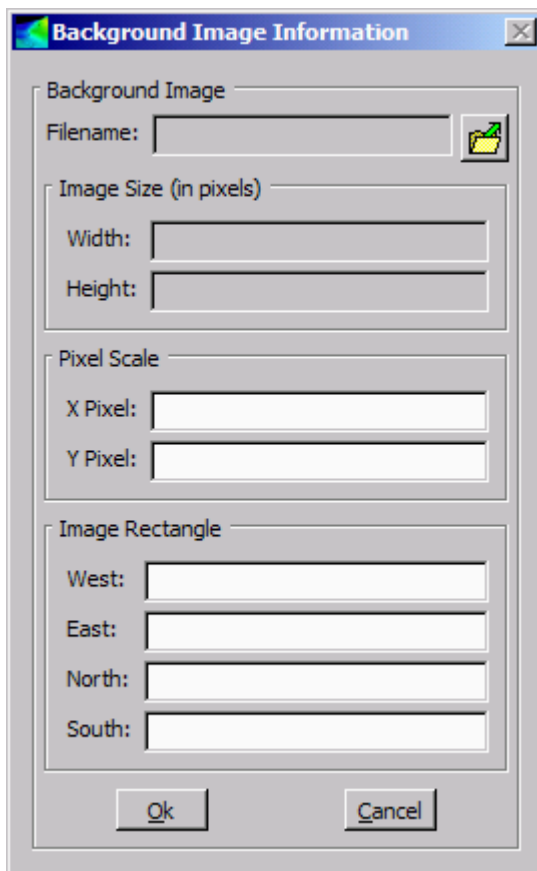 Background Image Information
Background Image
Filename:
Image Size (in pixels)
Width:
Height:
Pixel Scale
X Pixel:
Y Pixel:
Image Rectangle
West:
East:
North:
South:
Ok Cancel